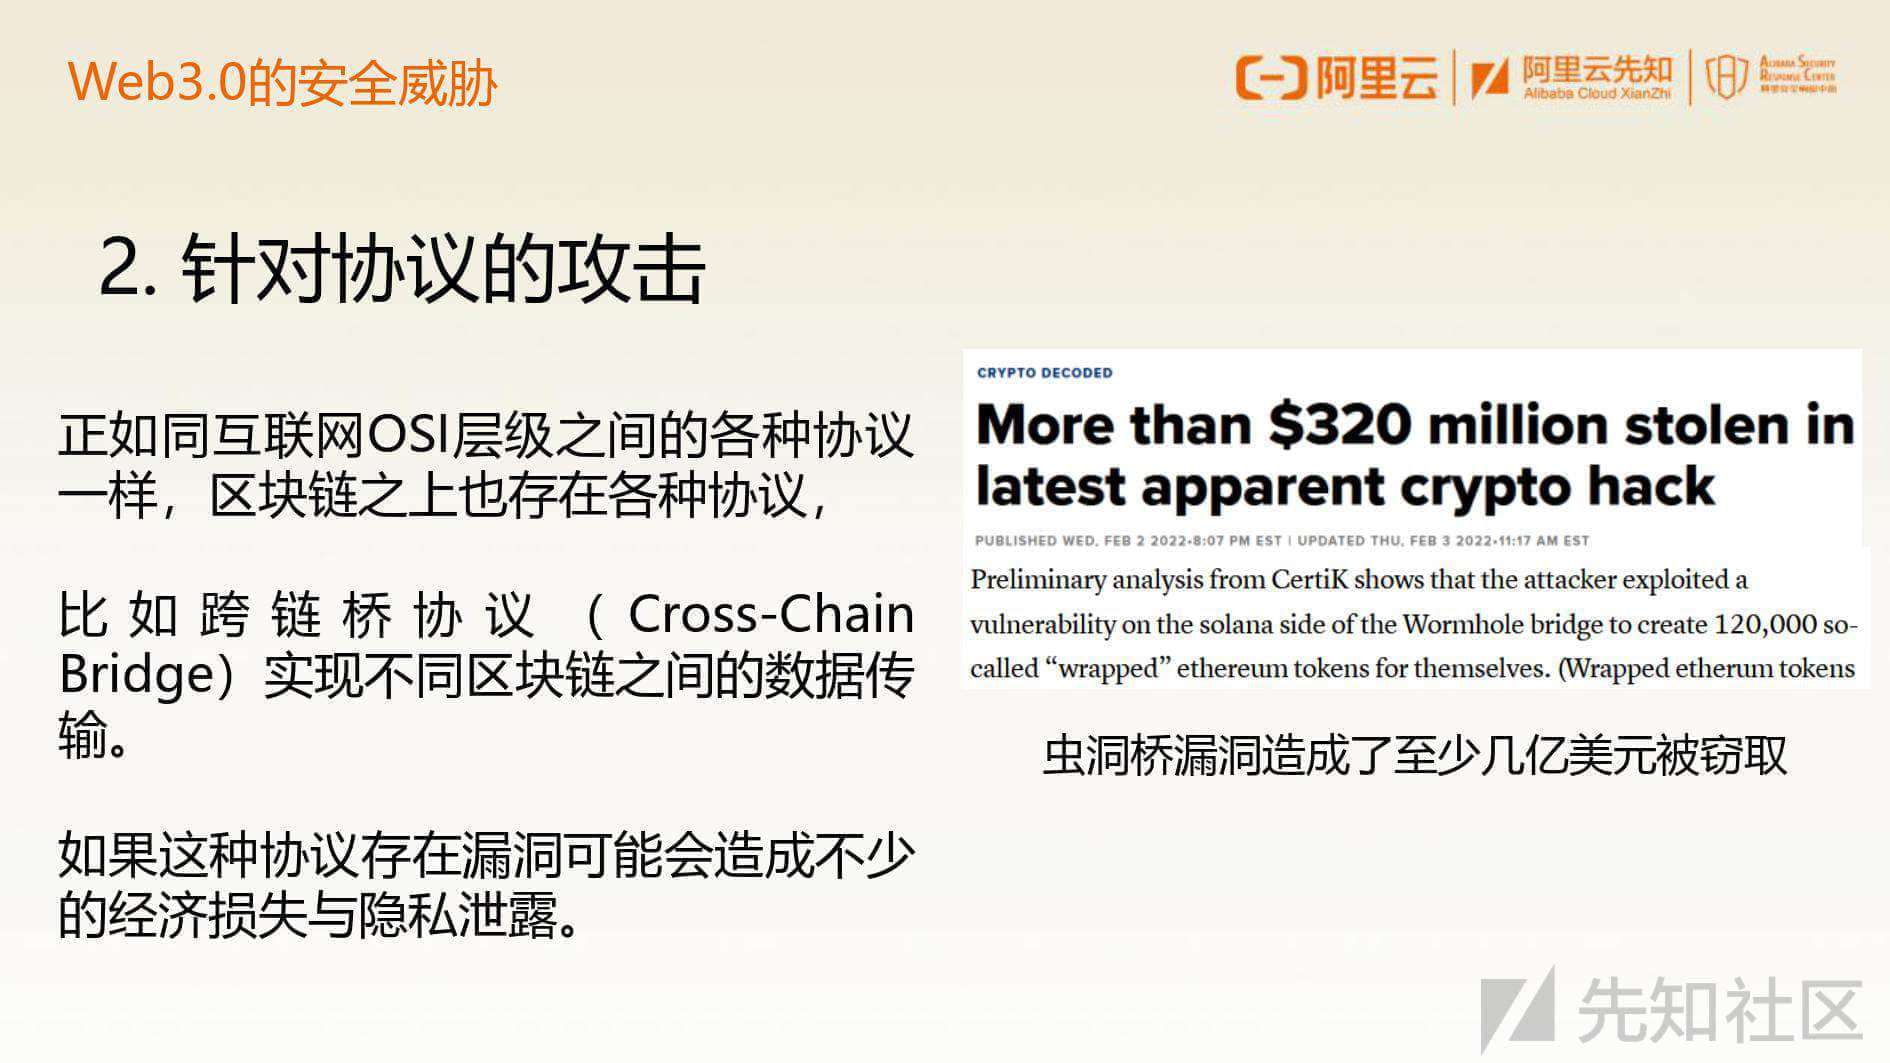 Web3.0的安全威胁
阿里云
阿里云先知
Alibaba Cloud XianZhi
ALIBABA SECURITY
RESPONSE CENTER
2. 针对协议的攻击
正如同互联网OSI层级之间的各种协议
一样，区块链之上也存在各种协议，
比如跨链桥协议（Cross-Chain
Bridge）实现不同区块链之间的数据传
输。
如果这种协议存在漏洞可能会造成不少
的经济损失与隐私泄露。
CRYPTO DECODED
More than $320 million stolen in
latest apparent crypto hack
PUBLISHED WED, FEB 2 2022•8:07 PM EST | UPDATED THU, FEB 3 2022•11:17 AM EST
Preliminary analysis from CertiK shows that the attacker exploited a
vulnerability on the solana side of the Wormhole bridge to create 120,000 so-
called “wrapped” ethereum tokens for themselves. (Wrapped etherum tokens
虫洞桥漏洞造成了至少几亿美元被窃取
先知社区